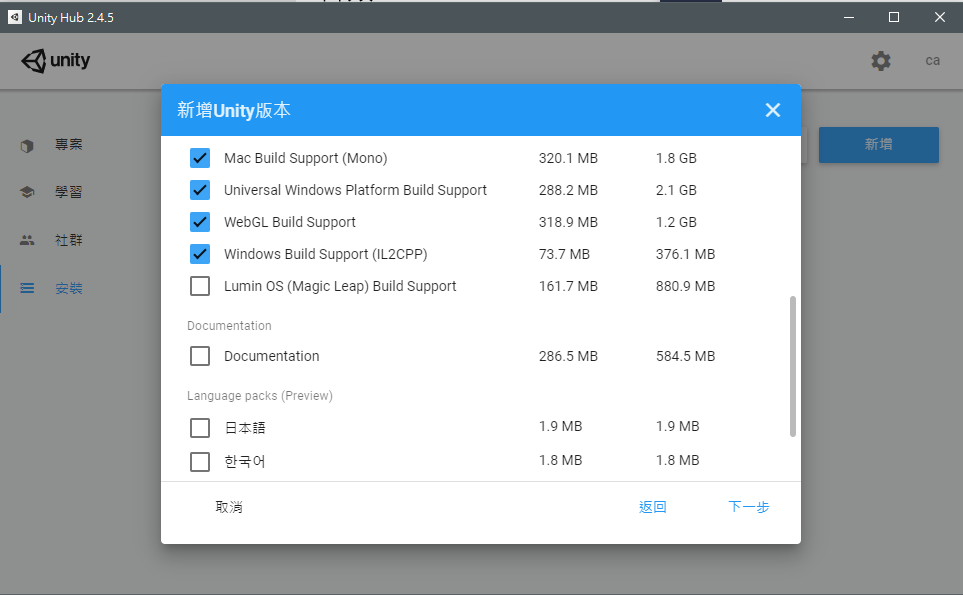 Unity Hub 2.4.5
unity
ca
新增Unity版本
專案
新增
學習
社群
安裝
Mac Build Support (Mono) 320.1 MB 1.8 GB
Universal Windows Platform Build Support 288.2 MB 2.1 GB
WebGL Build Support 318.9 MB 1.2 GB
Windows Build Support (IL2CPP) 73.7 MB 376.1 MB
Lumin OS (Magic Leap) Build Support 161.7 MB 880.9 MB
Documentation
Documentation 286.5 MB 584.5 MB
Language packs (Preview)
日本語 1.9 MB 1.9 MB
한국어 1.8 MB 1.8 MB
取消 返回 下一步